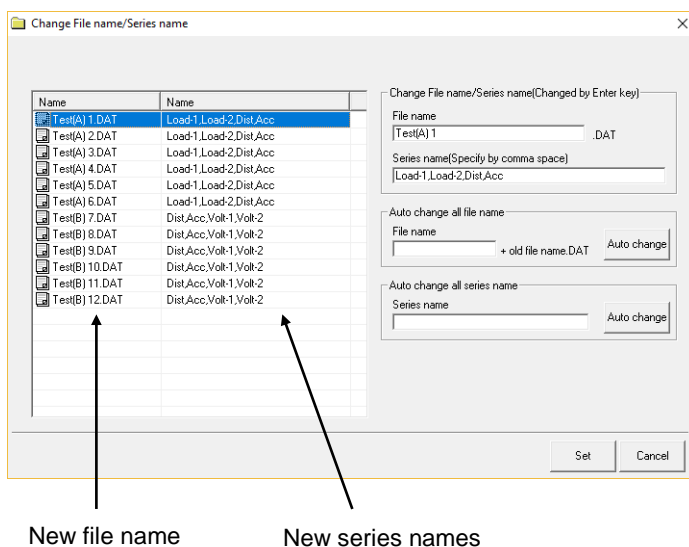 Change File name/Series name
Name Name
Test(A) 1.DAT Load-1,Load-2,Dist,Acc
Test(A) 2.DAT Load-1,Load-2,Dist,Acc
Test(A) 3.DAT Load-1,Load-2,Dist,Acc
Test(A) 4.DAT Load-1,Load-2,Dist,Acc
Test(A) 5.DAT Load-1,Load-2,Dist,Acc
Test(A) 6.DAT Load-1,Load-2,Dist,Acc
Test(B) 7.DAT Dist,Acc,Volt-1,Volt-2
Test(B) 8.DAT Dist,Acc,Volt-1,Volt-2
Test(B) 9.DAT Dist,Acc,Volt-1,Volt-2
Test(B) 10.DAT Dist,Acc,Volt-1,Volt-2
Test(B) 11.DAT Dist,Acc,Volt-1,Volt-2
Test(B) 12.DAT Dist,Acc,Volt-1,Volt-2
Change File name/Series name(Changed by Enter key)
File name
Test(A) 1 .DAT
Series name(Specify by comma space)
Load-1,Load-2,Dist,Acc
Auto change all file name
File name
+ old file name.DAT Auto change
Auto change all series name
Series name
Auto change
Set Cancel
New file name New series names